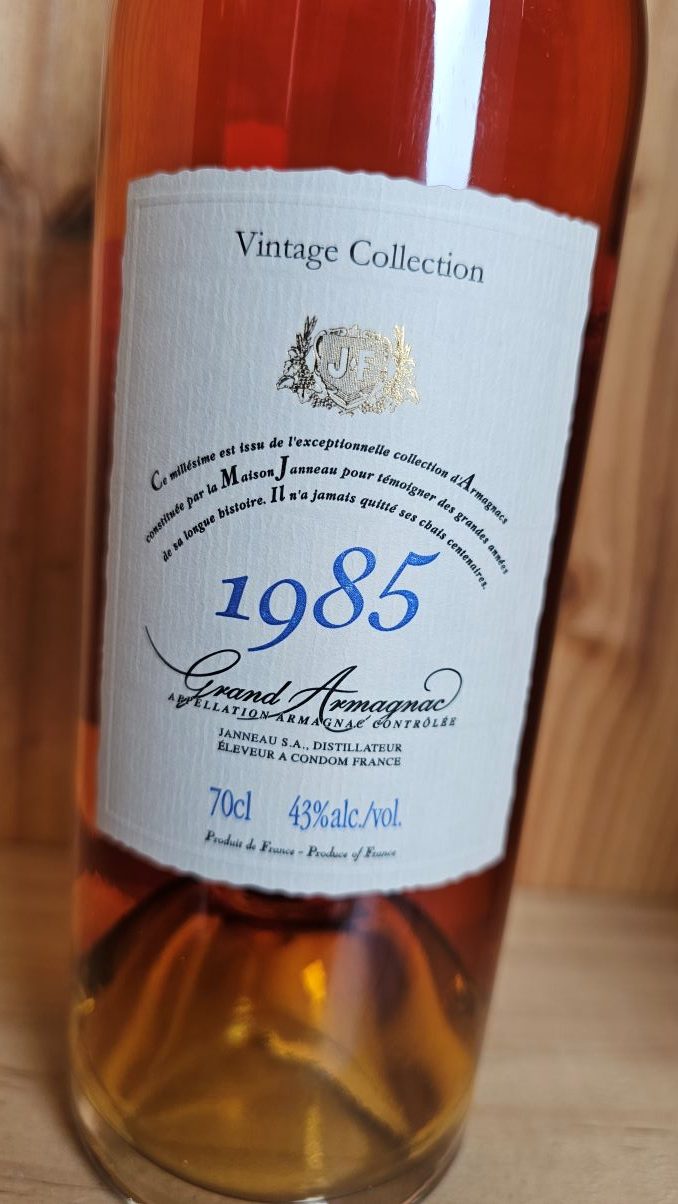 Vintage Collection
J F
Ce millésime est issu de l'exceptionnelle collection d'Armagnacs
constituée par la Maison Janneau pour témoigner des grandes années
de sa longue histoire. Il n'a jamais quitté ses chais centenaires.
1985
Grand Armagnac
APPELLATION ARMAGNAC CONTRÔLÉE
JANNEAU S.A., DISTILLATEUR
ÉLEVEUR A CONDOM FRANCE
70cl 43%alc./vol.
Produit de France - Produce of France